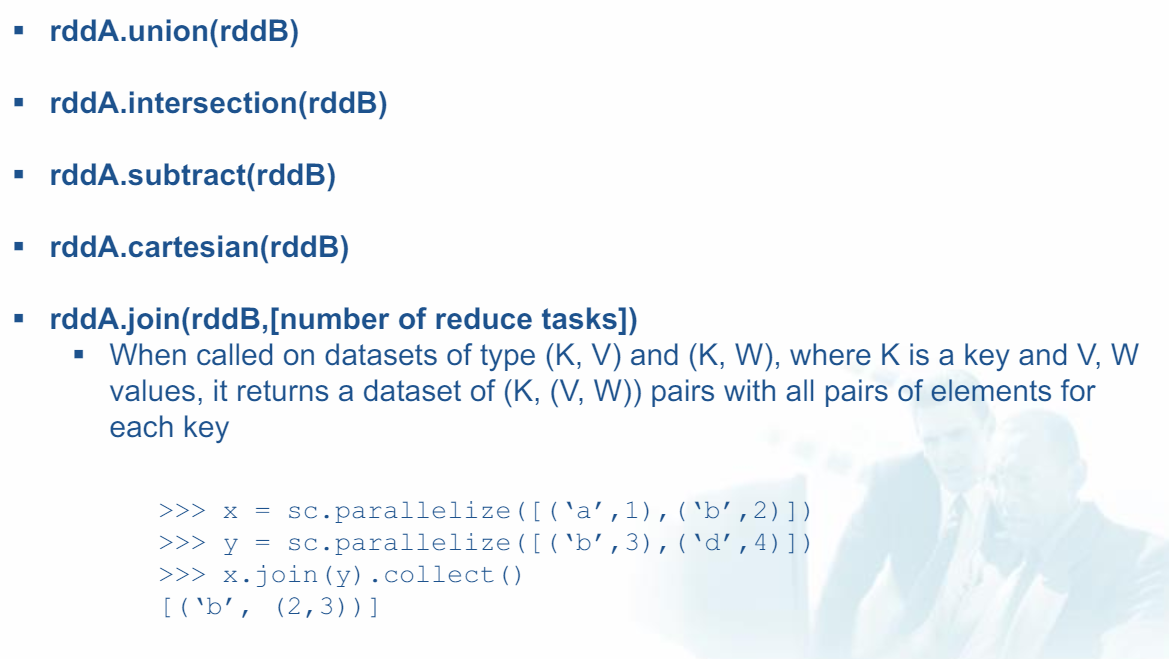 ▪ rddA.union(rddB)
▪ rddA.intersection(rddB)
▪ rddA.subtract(rddB)
▪ rddA.cartesian(rddB)
▪ rddA.join(rddB,[number of reduce tasks])
▪ When called on datasets of type (K, V) and (K, W), where K is a key and V, W
values, it returns a dataset of (K, (V, W)) pairs with all pairs of elements for
each key
>>> x = sc.parallelize([(‘a’,1),(‘b’,2)])
>>> y = sc.parallelize([(‘b’,3),(‘d’,4)])
>>> x.join(y).collect()
[(‘b’, (2,3))]